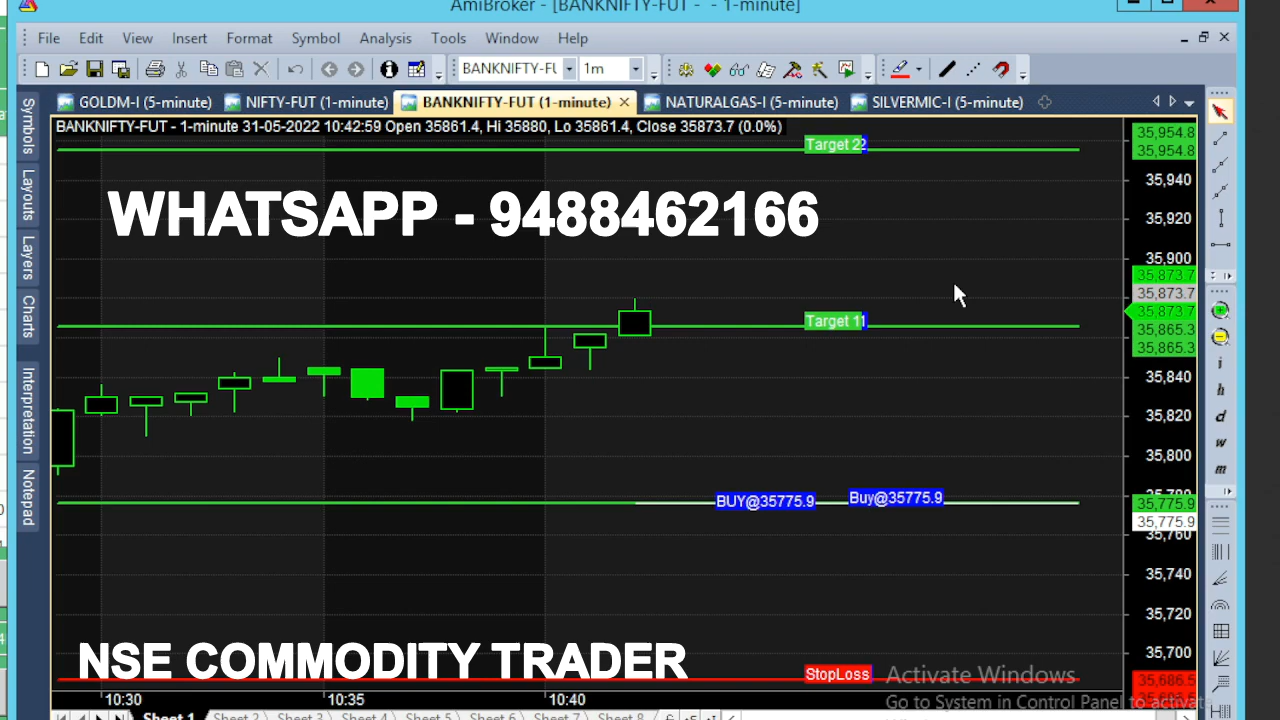 AmiBroker - [BANKNIFTY-FUT - - 1-minute]
File Edit View Insert Format Symbol Analysis Tools Window Help
BANKNIFTY-FU 1m
GOLDM-I (5-minute) NIFTY-FUT (1-minute) BANKNIFTY-FUT (1-minute) NATURALGAS-I (5-minute) SILVERMIC-I (5-minute)
BANKNIFTY-FUT - 1-minute 31-05-2022 10:42:59 Open 35861.4, Hi 35880, Lo 35861.4, Close 35873.7 (0.0%)
Symbols
Layouts
Layers
Charts
Interpretation
Notepad
Target 22
WHATSAPP - 9488462166
Target 11
BUY@35775.9 Buy@35775.9
NSE COMMODITY TRADER
StopLoss
35,954.8
35,954.8
35,940
35,920
35,900
35,873.7
35,873.7
35,873.7
35,865.3
35,865.3
35,840
35,820
35,800
35,780
35,775.9
35,775.9
35,760
35,740
35,720
35,700
35,686.5
i
h
d
w
m
Activate Windows
Go to System in Control Panel to activate
10:30 10:35 10:40
Sheet 1 Sheet 2 Sheet 3 Sheet 4 Sheet 5 Sheet 6 Sheet 7 Sheet 8